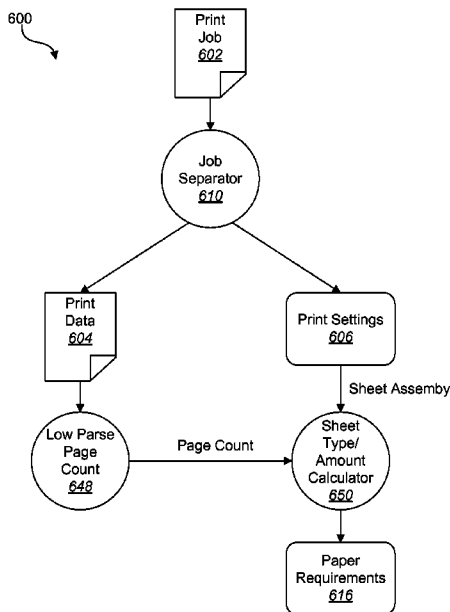 600
Print
Job
602
Job
Separator
610
Print
Data
604
Print Settings
606
Sheet Assemby
Low Parse
Page
Count
648
Page Count
Sheet
Type/
Amount
Calculator
650
Paper
Requirements
616